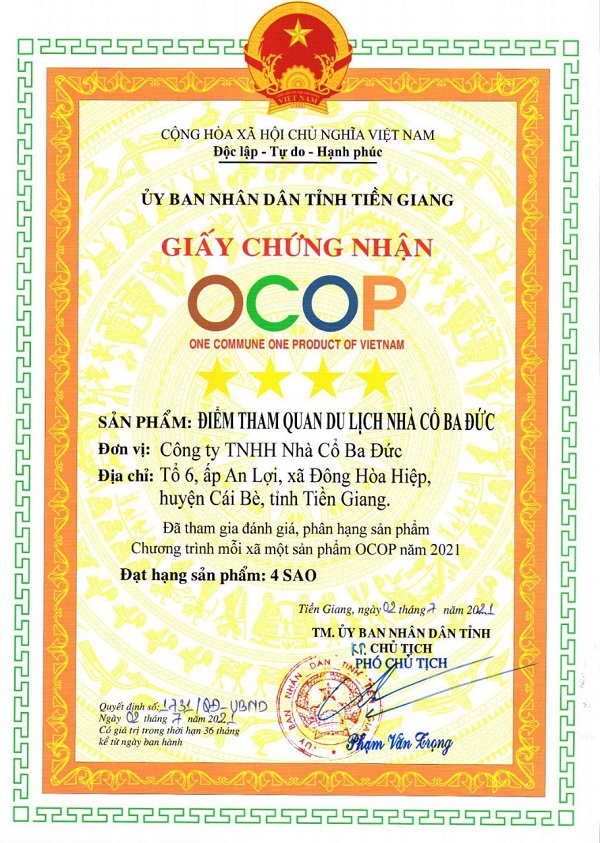 VIỆT NAM
CỘNG HÒA XÃ HỘI CHỦ NGHĨA VIỆT NAM
Độc lập - Tự do - Hạnh phúc
ỦY BAN NHÂN DÂN TỈNH TIỀN GIANG
GIẤY CHỨNG NHẬN
OCOP
ONE COMMUNE ONE PRODUCT OF VIETNAM
SẢN PHẨM: ĐIỂM THAM QUAN DU LỊCH NHÀ CỔ BA ĐỨC
Đơn vị: Công ty TNHH Nhà Cổ Ba Đức
Địa chỉ: Tổ 6, ấp An Lợi, xã Đông Hòa Hiệp,
huyện Cái Bè, tỉnh Tiền Giang.
Đã tham gia đánh giá, phân hạng sản phẩm
Chương trình mỗi xã một sản phẩm OCOP năm 2021
Đạt hạng sản phẩm: 4 SAO
Tiền Giang, ngày 02 tháng 7 năm 2021
TM. ỦY BAN NHÂN DÂN TỈNH
KT. CHỦ TỊCH
PHÓ CHỦ TỊCH
Quyết định số: 1731/QĐ-UBND
Ngày 02 tháng 7 năm 2021
Có giá trị trong thời hạn 36 tháng
kể từ ngày ban hành
ỦY BAN NHÂN DÂN TỈNH
Phạm Văn Trọng